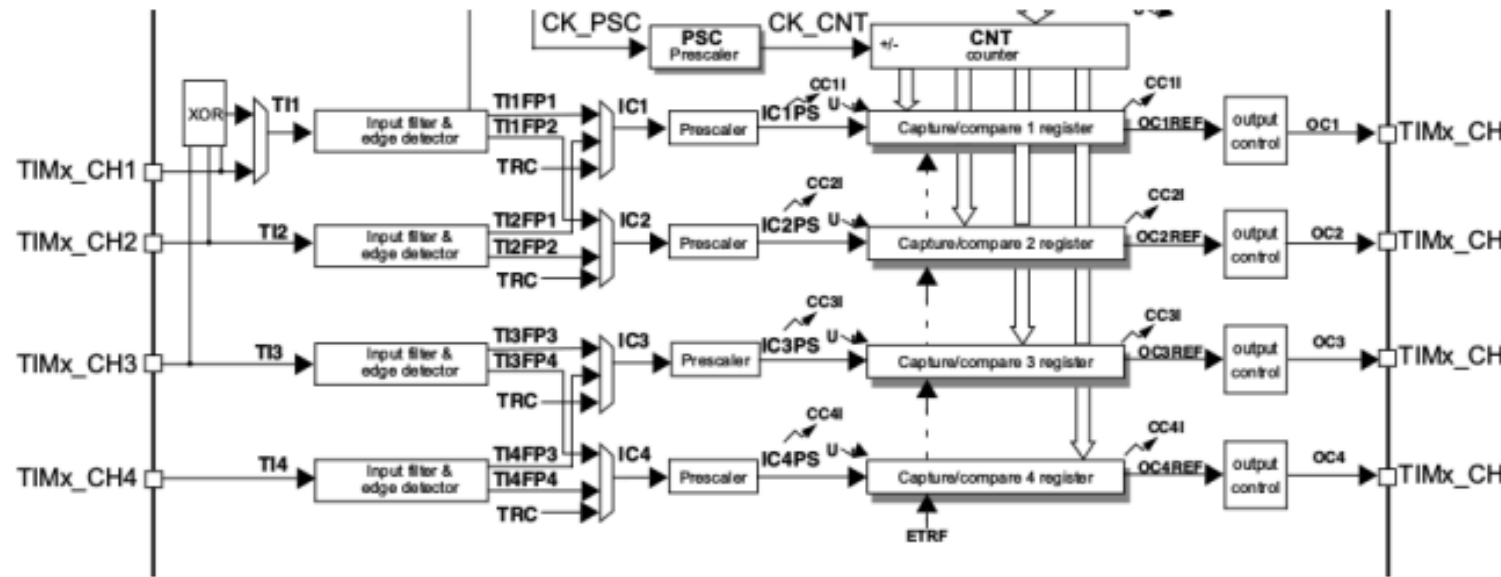 CK_PSC
PSC
Prescaler
CK_CNT
+/-
CNT
counter
XOR
TI1
Input filter &
edge detector
TI1FP1
TI1FP2
TRC
IC1
Prescaler
IC1PS
CC1I
U
Capture/compare 1 register
CC1I
OC1REF
output
control
OC1
TIMx_CH1
TIMx_CH
TIMx_CH2
TI2
Input filter &
edge detector
TI2FP1
TI2FP2
TRC
IC2
Prescaler
IC2PS
CC2I
U
Capture/compare 2 register
CC2I
OC2REF
output
control
OC2
TIMx_CH
TIMx_CH3
TI3
Input filter &
edge detector
TI3FP3
TI3FP4
TRC
IC3
Prescaler
IC3PS
CC3I
U
Capture/compare 3 register
CC3I
OC3REF
output
control
OC3
TIMx_CH
TIMx_CH4
TI4
Input filter &
edge detector
TI4FP3
TI4FP4
TRC
IC4
Prescaler
IC4PS
CC4I
U
Capture/compare 4 register
CC4I
OC4REF
output
control
OC4
TIMx_CH
ETRF